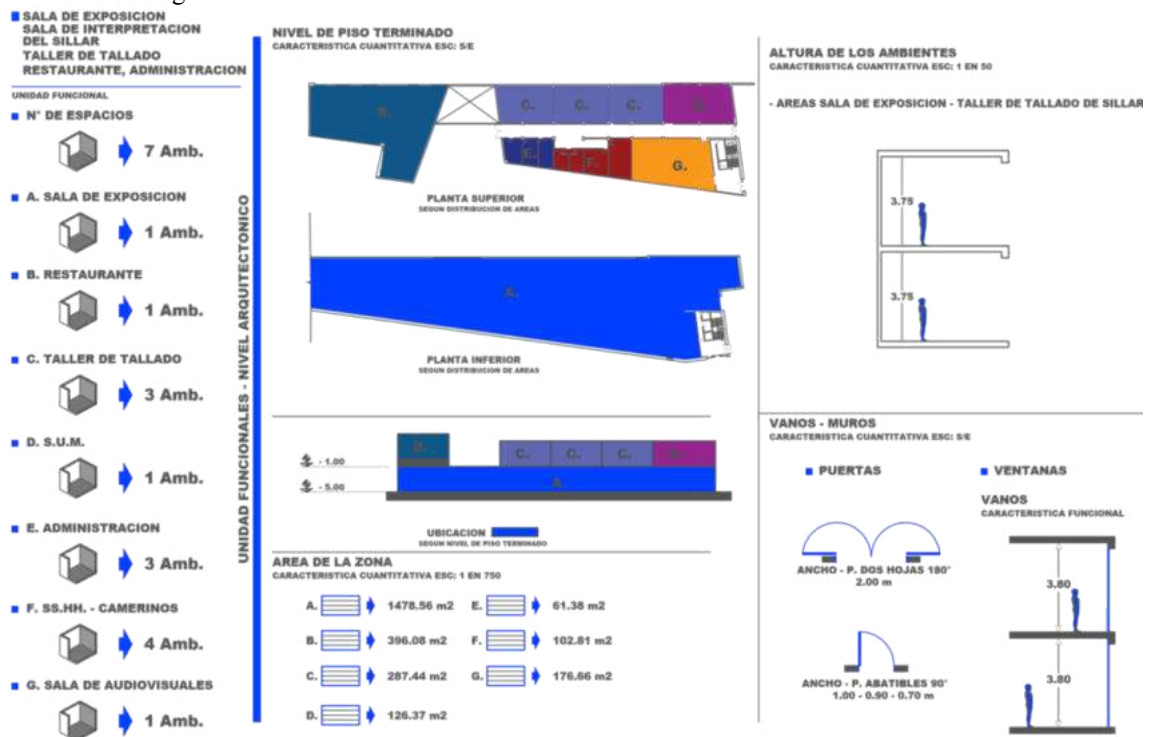 SALA DE EXPOSICION
SALA DE INTERPRETACION
DEL SILLAR
TALLER DE TALLADO
RESTAURANTE, ADMINISTRACION
UNIDAD FUNCIONAL
N° DE ESPACIOS
7 Amb.
A. SALA DE EXPOSICION
1 Amb.
B. RESTAURANTE
1 Amb.
C. TALLER DE TALLADO
3 Amb.
D. S.U.M.
1 Amb.
E. ADMINISTRACION
3 Amb.
F. SS.HH. - CAMERINOS
4 Amb.
G. SALA DE AUDIOVISUALES
1 Amb.
UNIDAD FUNCIONALES - NIVEL ARQUITECTONICO
NIVEL DE PISO TERMINADO
CARACTERISTICA CUANTITATIVA ESC: S/E
B.
C.
C.
C.
E.
F.
G.
PLANTA SUPERIOR
SEGUN DISTRIBUCION DE AREAS
A.
PLANTA INFERIOR
SEGUN DISTRIBUCION DE AREAS
B.
C.
C.
C.
- 1.00
A.
- 5.00
UBICACION
SEGUN NIVEL DE PISO TERMINADO
AREA DE LA ZONA
CARACTERISTICA CUANTITATIVA ESC: 1 EN 750
A. 1478.56 m2
E. 61.38 m2
B. 396.08 m2
F. 102.81 m2
C. 287.44 m2
G. 176.66 m2
D. 126.37 m2
ALTURA DE LOS AMBIENTES
CARACTERISTICA CUANTITATIVA ESC: 1 EN 50
- AREAS SALA DE EXPOSICION - TALLER DE TALLADO DE SILLAR
3.75
3.75
VANOS - MUROS
CARACTERISTICA CUANTITATIVA ESC: S/E
PUERTAS
VENTANAS
VANOS
CARACTERISTICA FUNCIONAL
ANCHO - P. DOS HOJAS 180°
2.00 m
3.80
ANCHO - P. ABATIBLES 90°
1.00 - 0.90 - 0.70 m
3.80